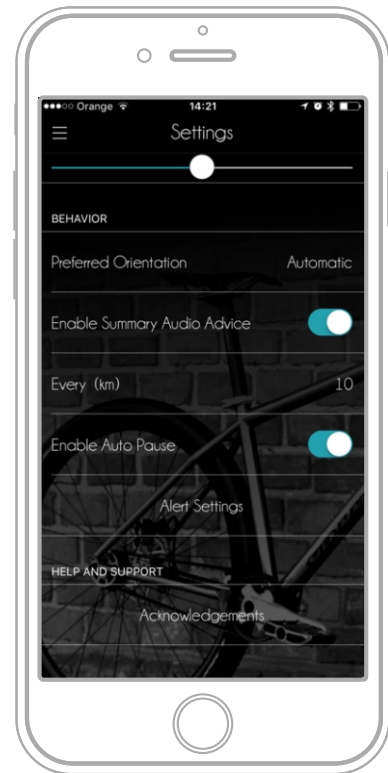 Orange 14:21
Settings
BEHAVIOR
Preferred Orientation Automatic
Enable Summary Audio Advice
Every (km) 10
Enable Auto Pause
Alert Settings
HELP AND SUPPORT
Acknowledgements